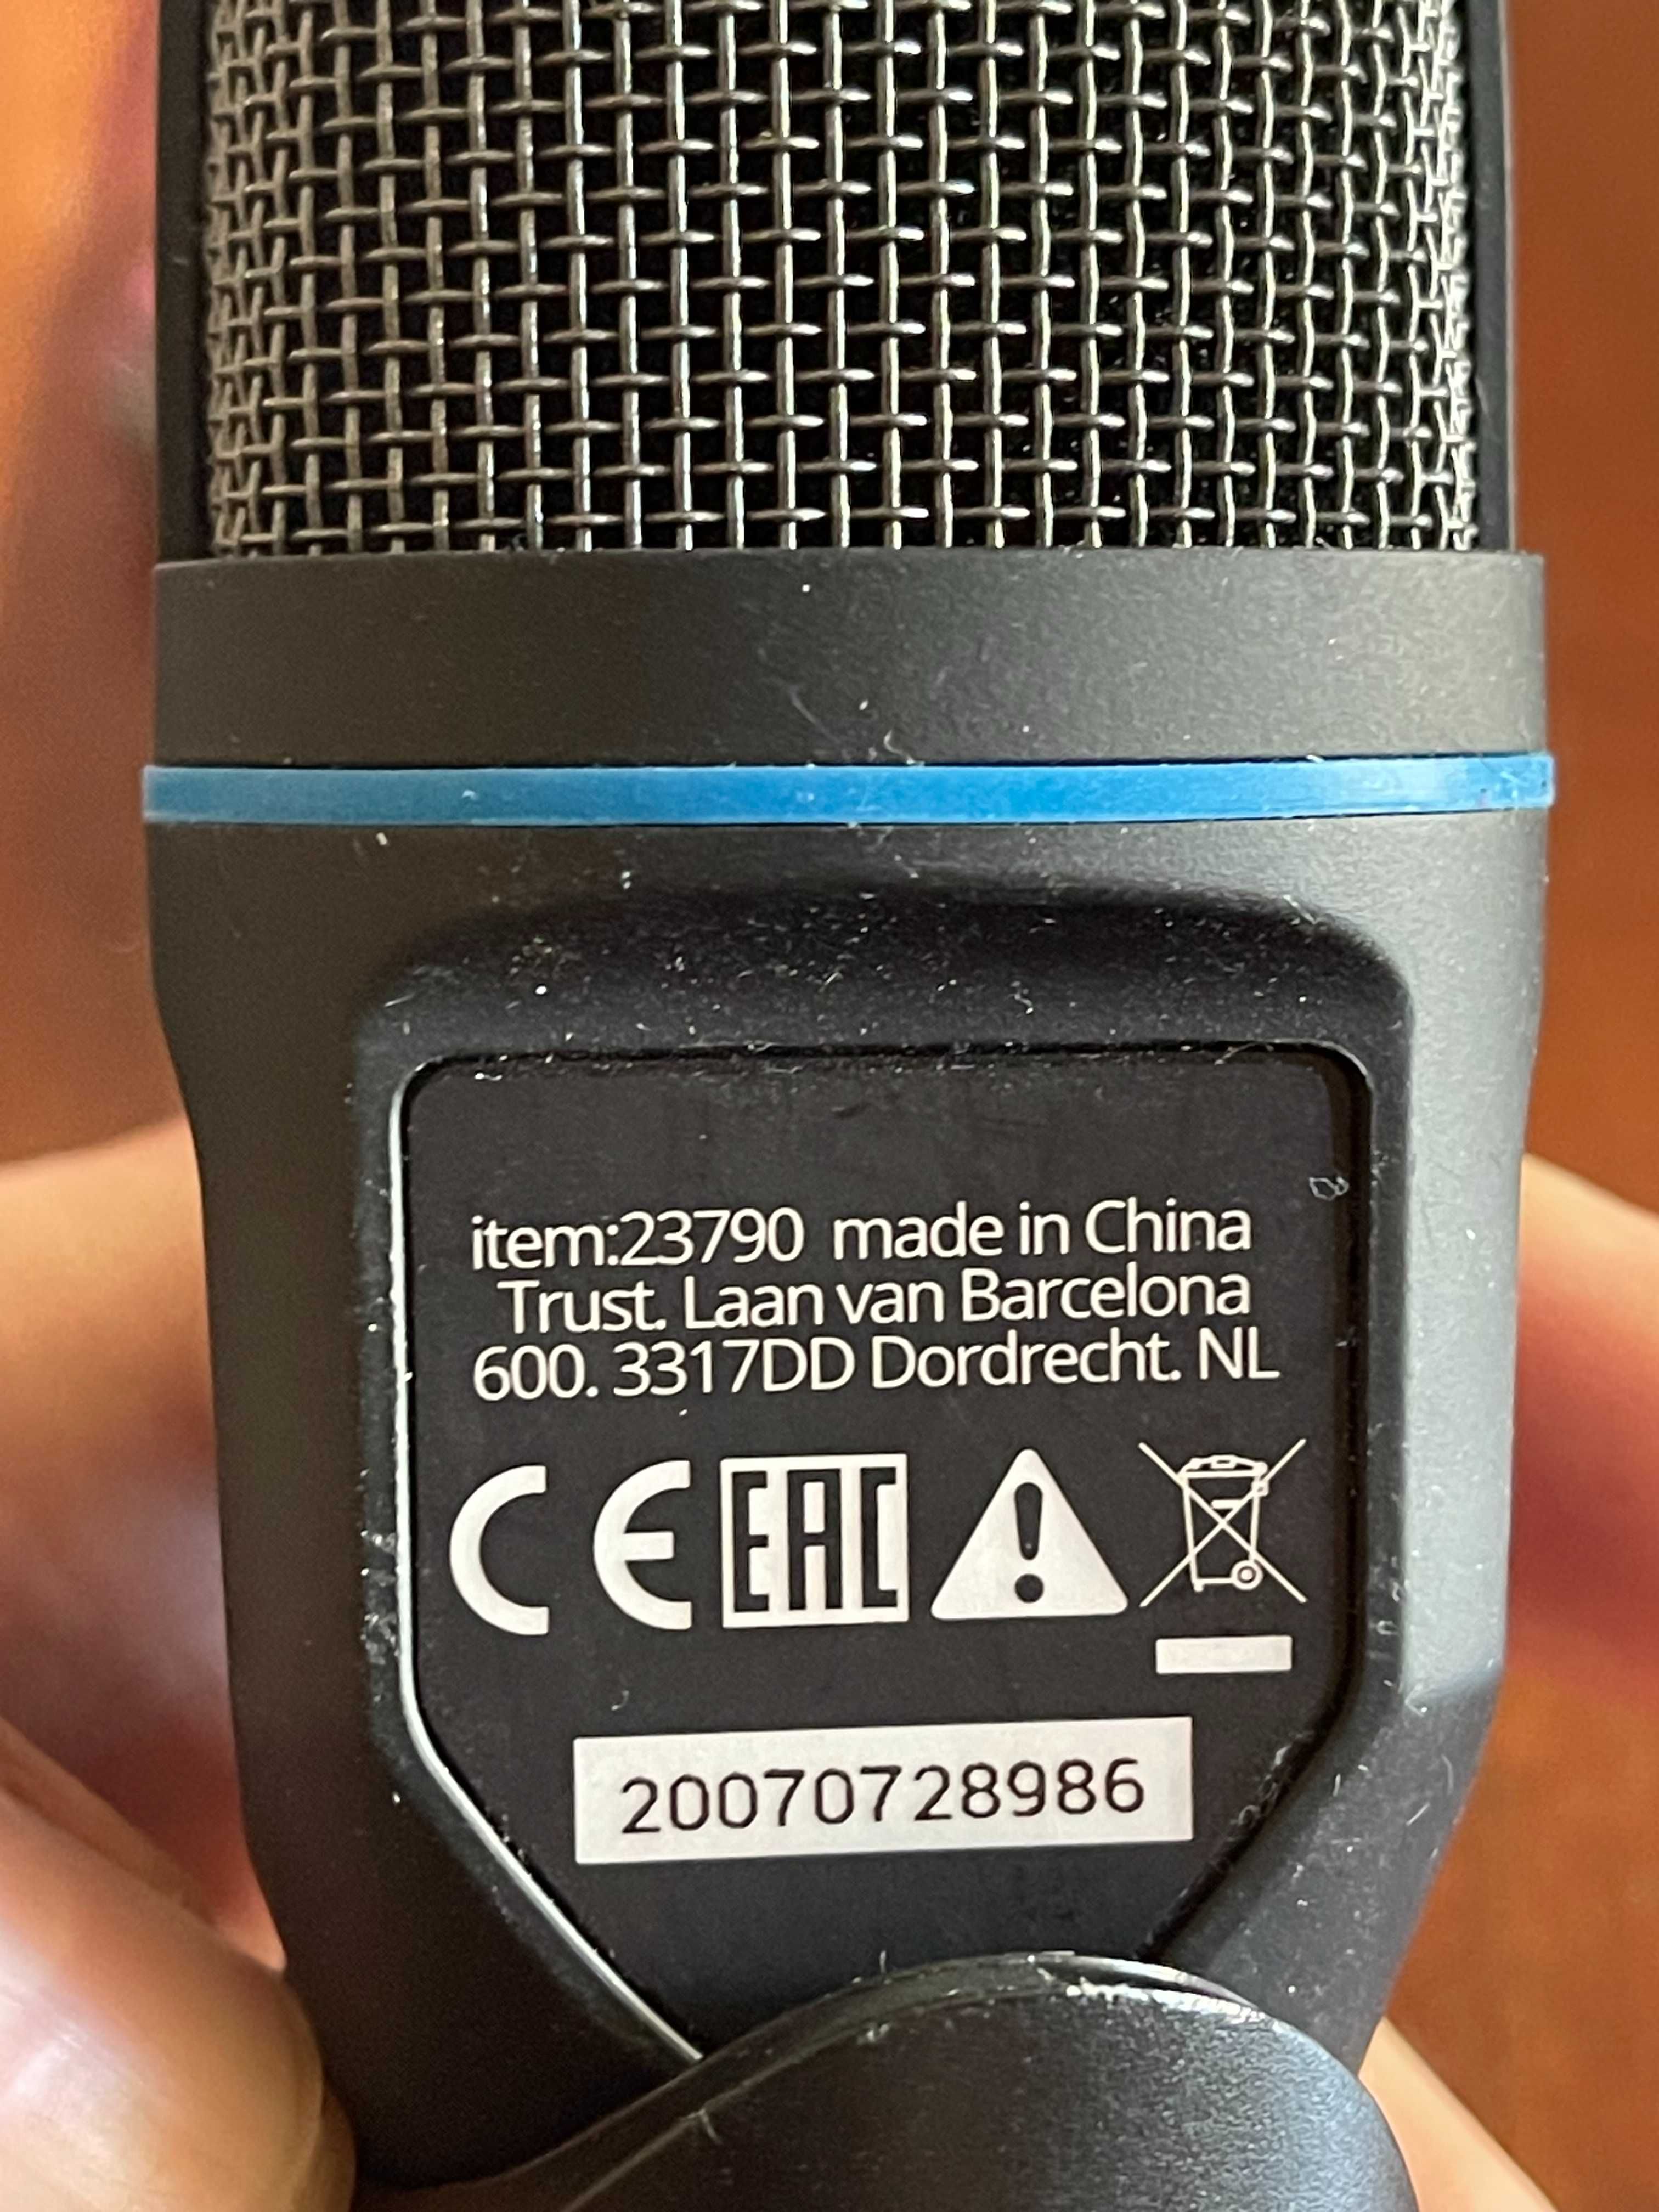 item:23790 made in China
Trust. Laan van Barcelona
600. 3317DD Dordrecht. NL
CE EAC
20070728986